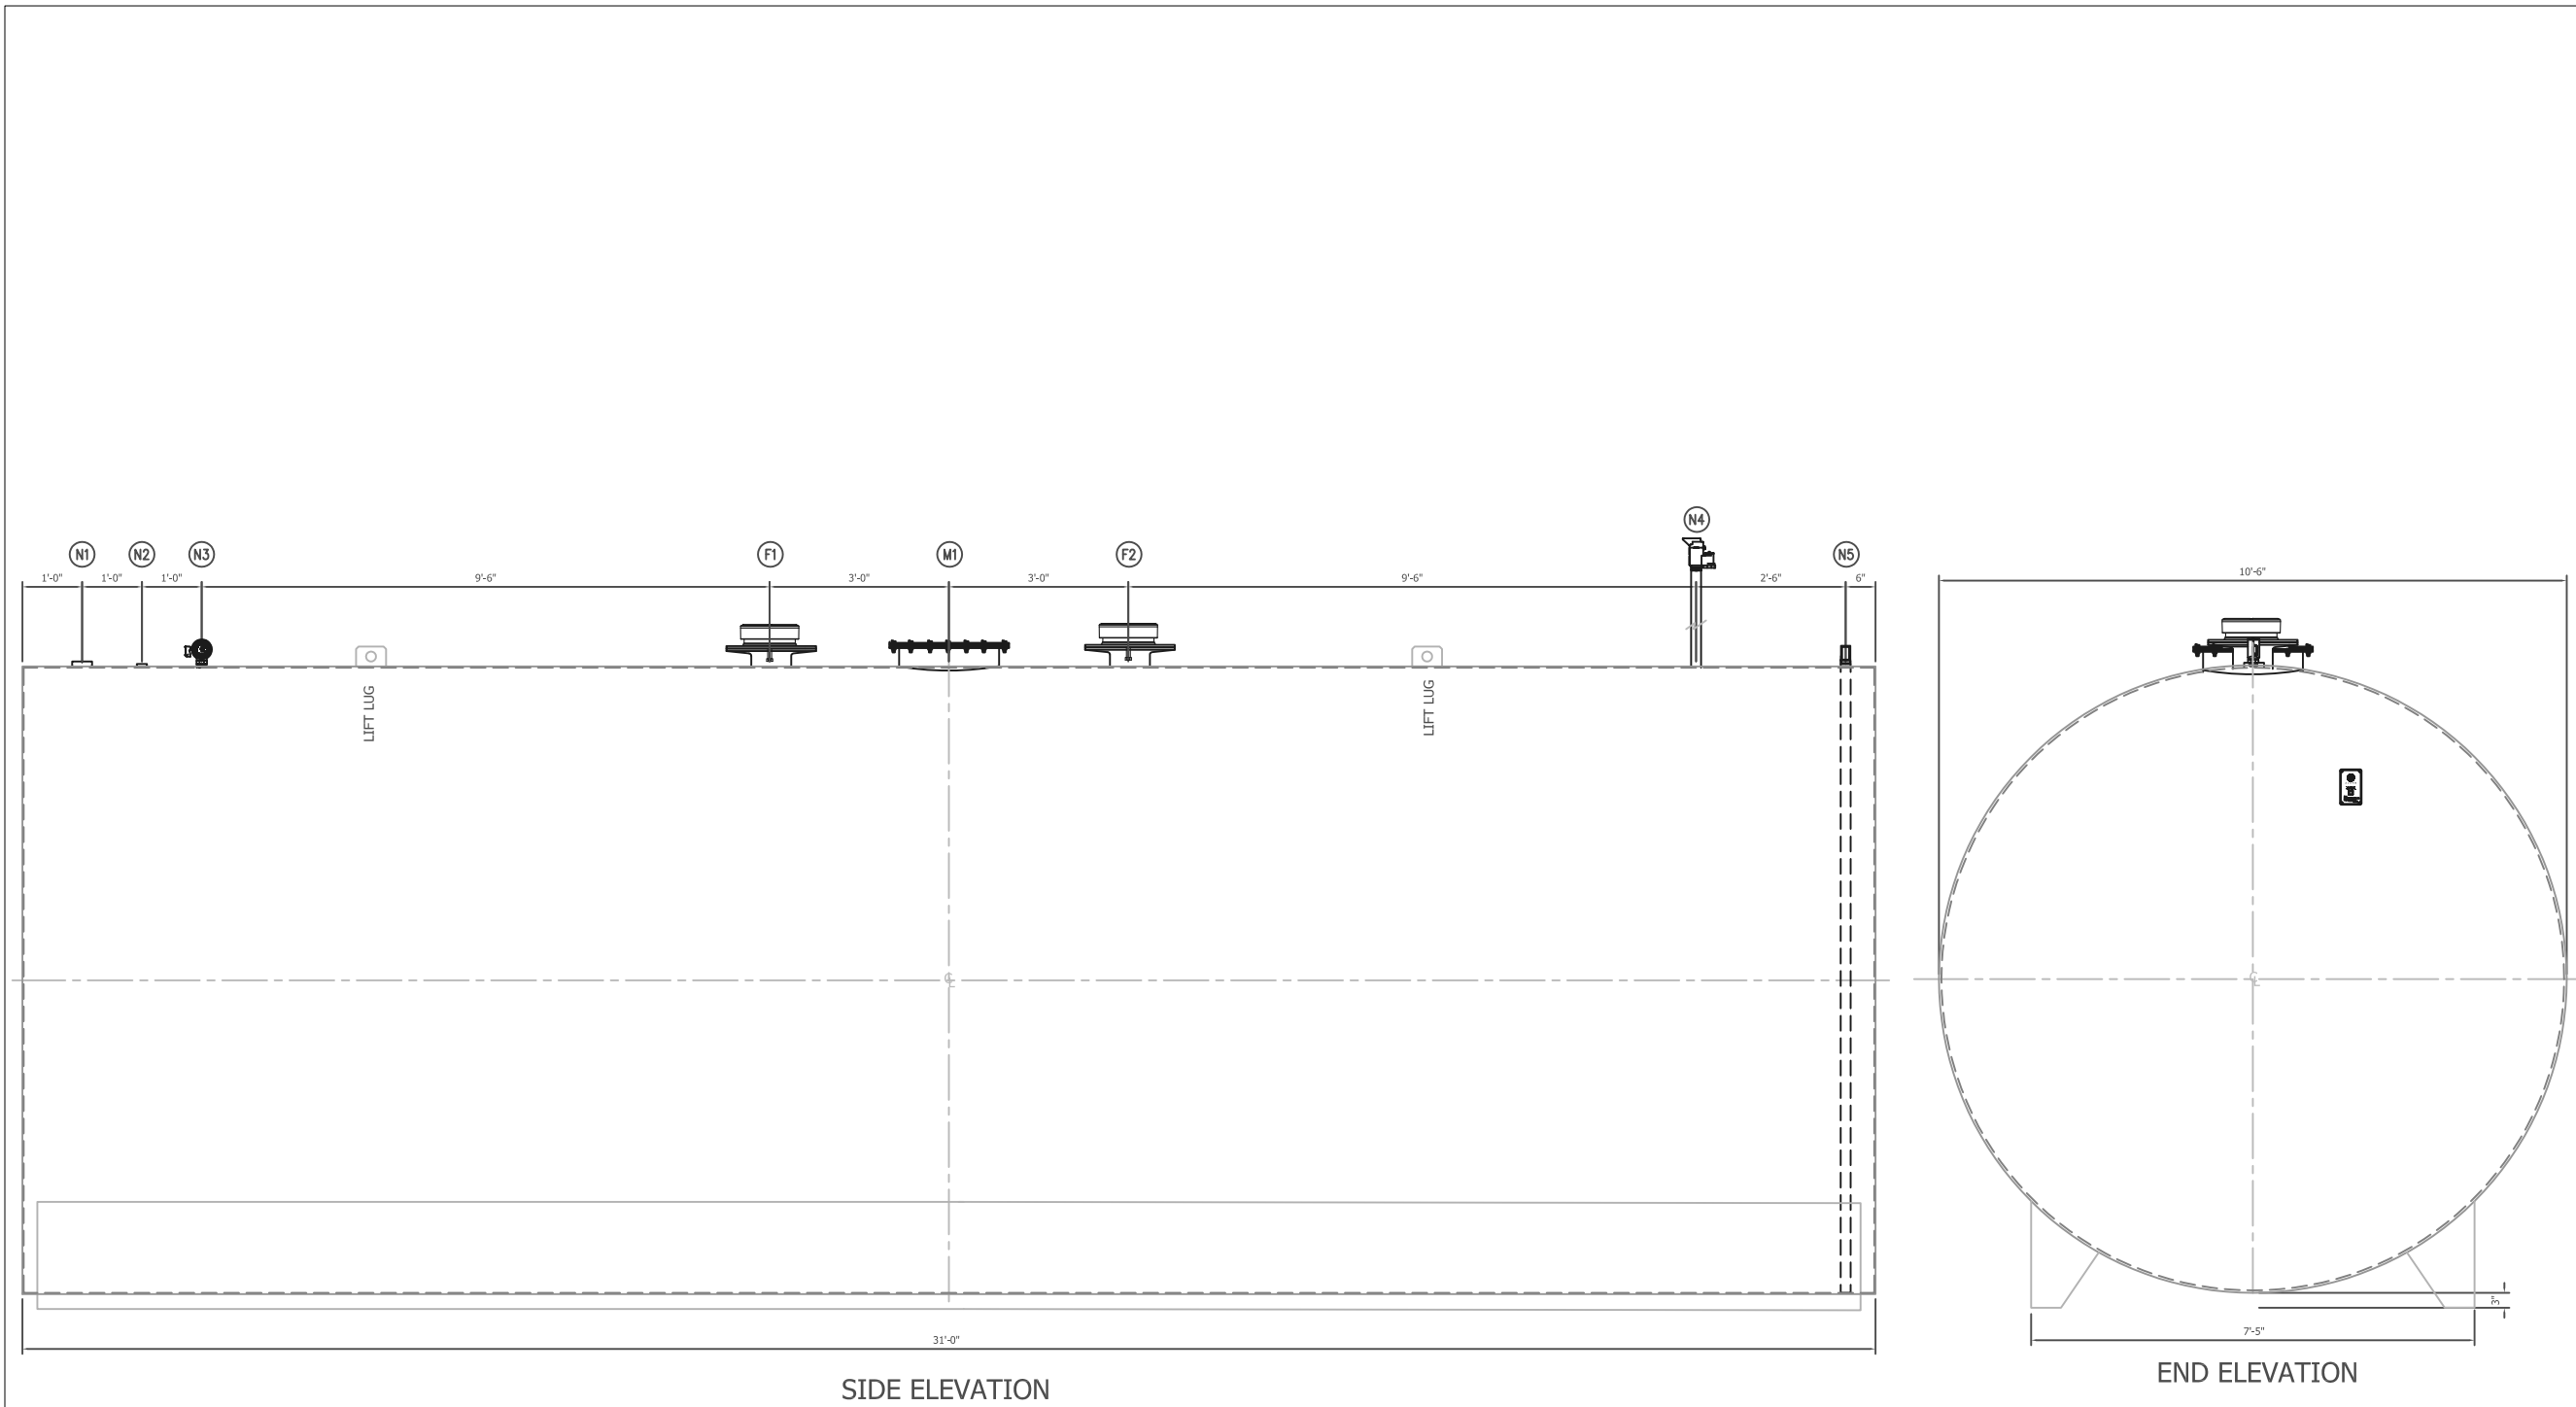 N4
N1 N2 N3 F1 M1 F2 N5
1'-0" 1'-0" 1'-0" 9'-6" 3'-0" 3'-0" 9'-6" 2'-6" 6"
10'-6"
LIFT LUG
LIFT LUG
3"
7'-5"
31'-0"
SIDE ELEVATION
END ELEVATION